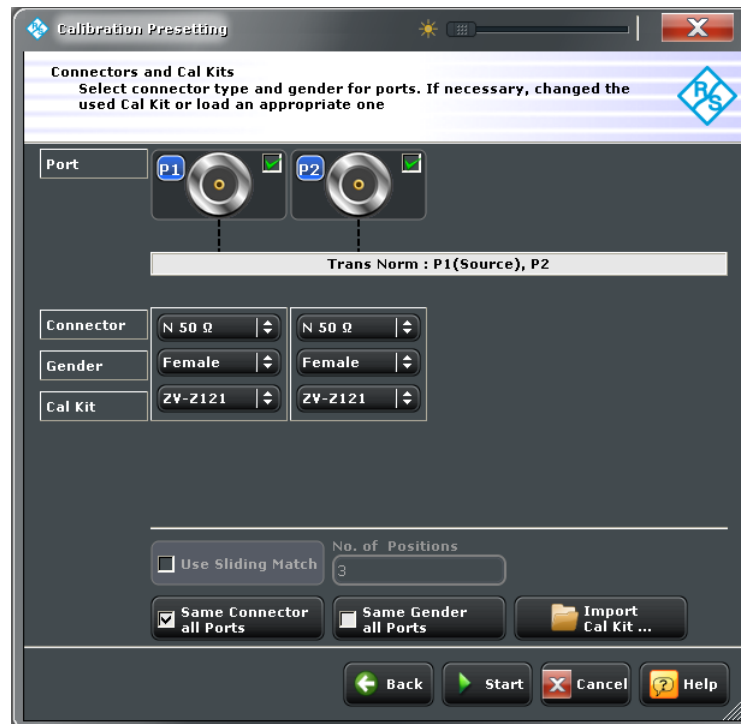 Calibration Presetting
Connectors and Cal Kits
Select connector type and gender for ports. If necessary, changed the
used Cal Kit or load an appropriate one
R&S
Port
P1
P2
Trans Norm : P1(Source), P2
Connector
N 50 Ω
N 50 Ω
Gender
Female
Female
Cal Kit
ZV-Z121
ZV-Z121
Use Sliding Match
No. of Positions
3
Same Connector
all Ports
Same Gender
all Ports
Import
Cal Kit ...
Back
Start
X Cancel
? Help